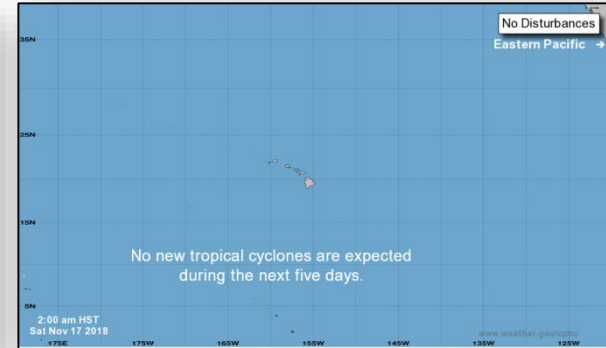 No Disturbances
Eastern Pacific →
35N
25N
15N
No new tropical cyclones are expected
during the next five days.
5N
2:00 am HST
Sat Nov 17 2018
www.weather.gov/cphc
175E 175W 165W 155W 145W 135W 125W